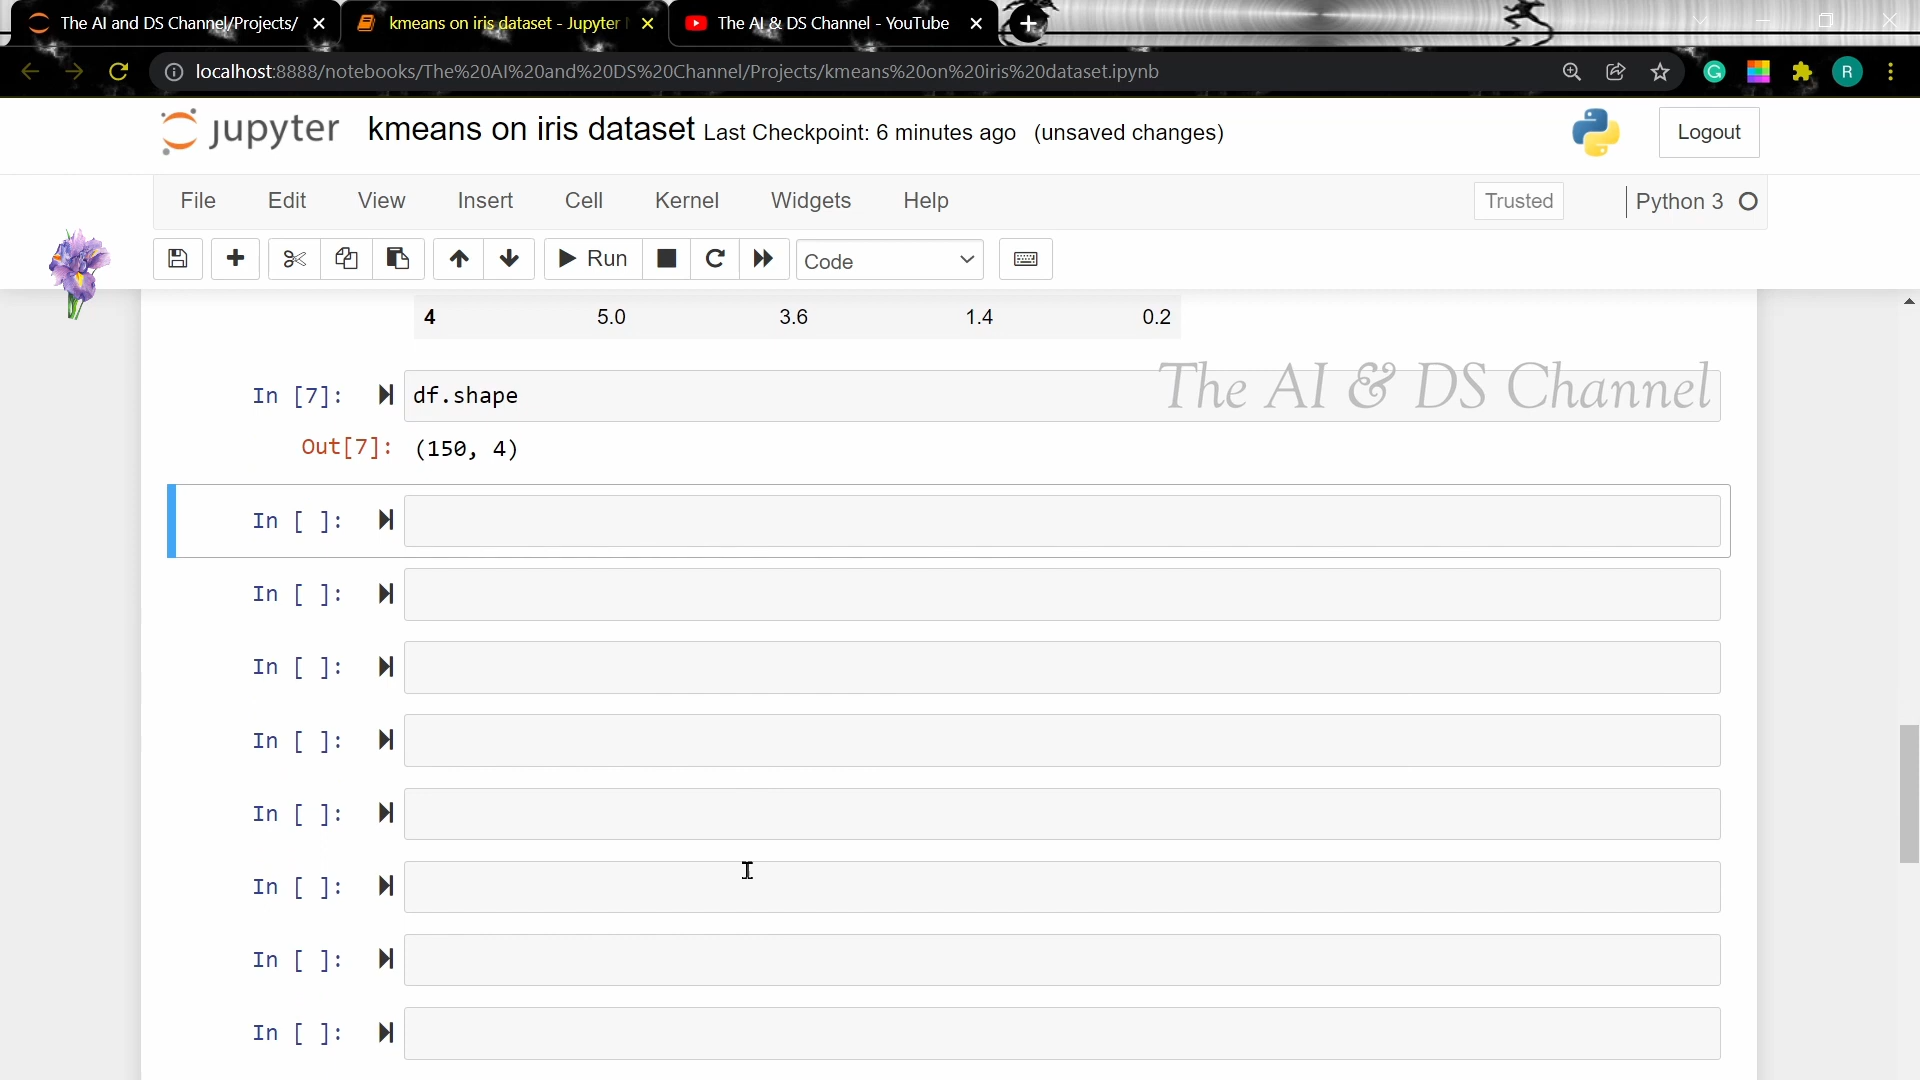 The AI and DS Channel/Projects/
kmeans on iris dataset - Jupyter
The AI & DS Channel - YouTube
localhost:8888/notebooks/The%20AI%20and%20DS%20Channel/Projects/kmeans%20on%20iris%20dataset.ipynb
R
jupyter kmeans on iris dataset Last Checkpoint: 6 minutes ago (unsaved changes)
Logout
File Edit View Insert Cell Kernel Widgets Help
Trusted
Python 3
Run
Code
4 5.0 3.6 1.4 0.2
The AI & DS Channel
In [7]: df.shape
Out[7]: (150, 4)
In [ ]:
In [ ]:
In [ ]:
In [ ]:
In [ ]:
In [ ]:
In [ ]:
In [ ]: